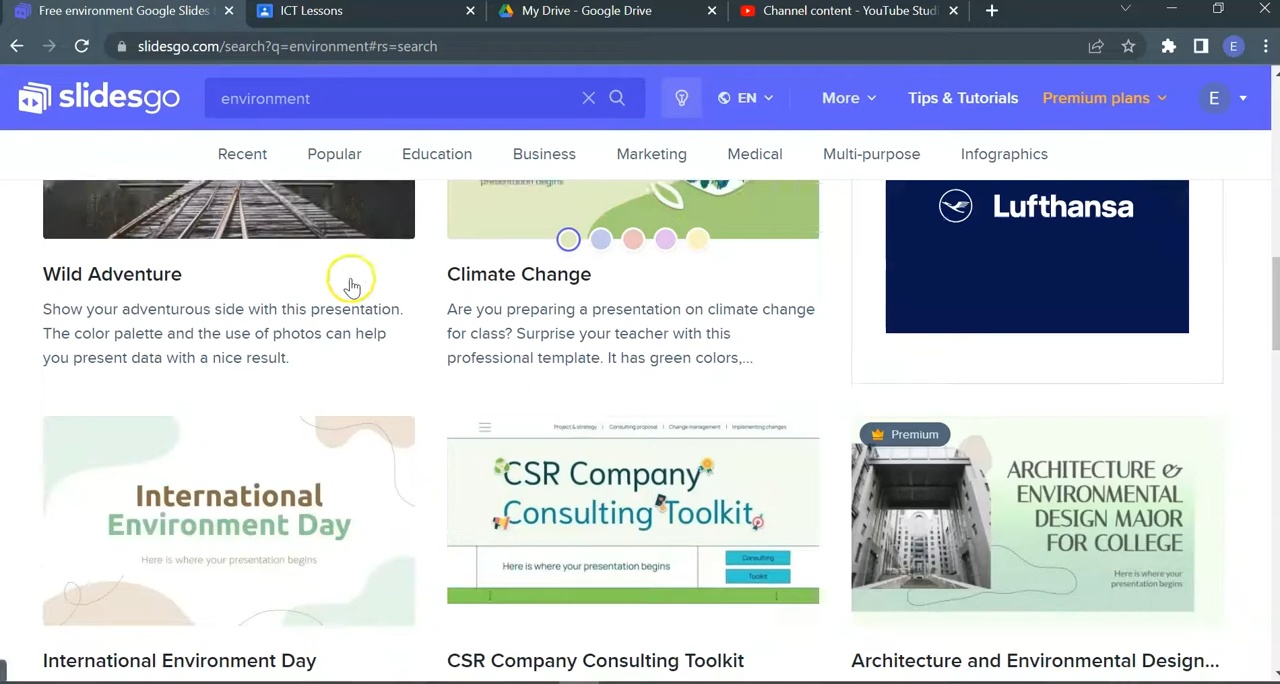 Free environment Google Slides
ICT Lessons
My Drive - Google Drive
Channel content - YouTube Studi
slidesgo.com/search?q=environment#rs=search
E
slidesgo
environment
EN
More
Tips & Tutorials
Premium plans
E
Recent
Popular
Education
Business
Marketing
Medical
Multi-purpose
Infographics
presentation begins
Lufthansa
Wild Adventure
Show your adventurous side with this presentation.
The color palette and the use of photos can help
you present data with a nice result.
Climate Change
Are you preparing a presentation on climate change
for class? Surprise your teacher with this
professional template. It has green colors,...
International
Environment Day
Here is where your presentation begins
Project & strategy | Consulting proposal | Change management | Implementing changes
CSR Company
Consulting Toolkit
Here is where your presentation begins
Consulting
Toolkit
Premium
ARCHITECTURE &
ENVIRONMENTAL
DESIGN MAJOR
FOR COLLEGE
Here is where your
presentation begins
International Environment Day
CSR Company Consulting Toolkit
Architecture and Environmental Design...